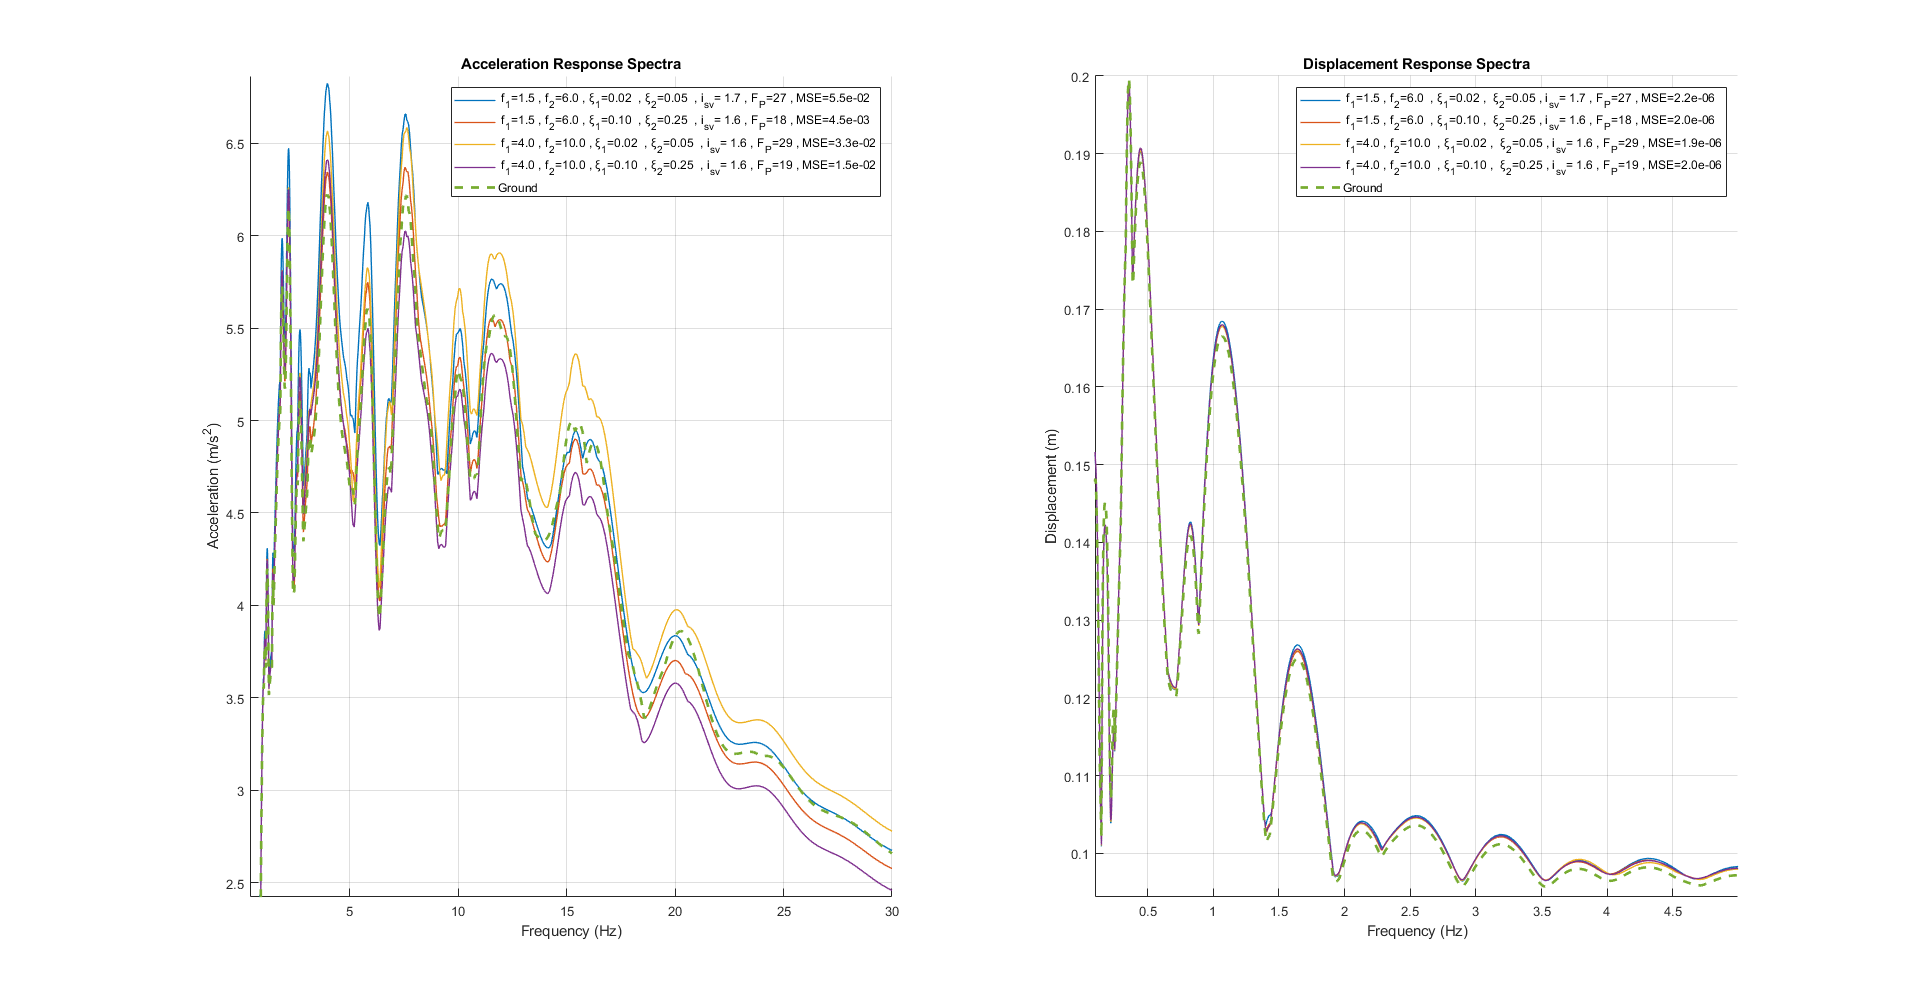 Acceleration Response Spectra
f1=1.5 , f2=6.0 , ξ1=0.02 , ξ2=0.05 , isv= 1.7 , FP=27 , MSE=5.5e-02
f1=1.5 , f2=6.0 , ξ1=0.10 , ξ2=0.25 , isv= 1.6 , FP=18 , MSE=4.5e-03
f1=4.0 , f2=10.0 , ξ1=0.02 , ξ2=0.05 , isv= 1.6 , FP=29 , MSE=3.3e-02
f1=4.0 , f2=10.0 , ξ1=0.10 , ξ2=0.25 , isv= 1.6 , FP=19 , MSE=1.5e-02
Ground
6.5
6
5.5
5
4.5
4
3.5
3
2.5
Acceleration (m/s2)
5 10 15 20 25 30
Frequency (Hz)
Displacement Response Spectra
f1=1.5 , f2=6.0 , ξ1=0.02 , ξ2=0.05 , isv= 1.7 , FP=27 , MSE=2.2e-06
f1=1.5 , f2=6.0 , ξ1=0.10 , ξ2=0.25 , isv= 1.6 , FP=18 , MSE=2.0e-06
f1=4.0 , f2=10.0 , ξ1=0.02 , ξ2=0.05, isv= 1.6 , FP=29 , MSE=1.9e-06
f1=4.0 , f2=10.0 , ξ1=0.10 , ξ2=0.25 , isv= 1.6 , FP=19 , MSE=2.0e-06
Ground
0.2
0.19
0.18
0.17
0.16
0.15
0.14
0.13
0.12
0.11
0.1
Displacement (m)
0.5 1 1.5 2 2.5 3 3.5 4 4.5
Frequency (Hz)